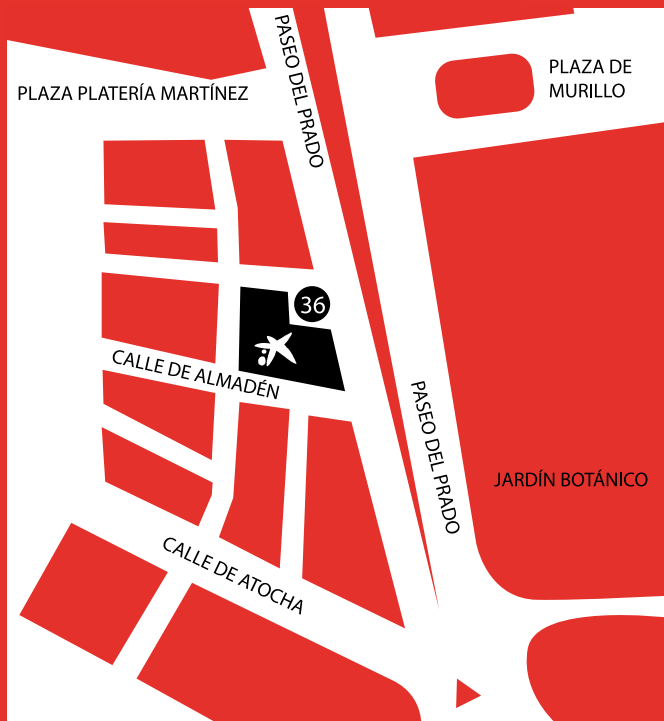 PASEO DEL PRADO
PLAZA DE
MURILLO
PLAZA PLATERÍA MARTÍNEZ
36
CALLE DE ALMADÉN
PASEO DEL PRADO
JARDÍN BOTÁNICO
CALLE DE ATOCHA